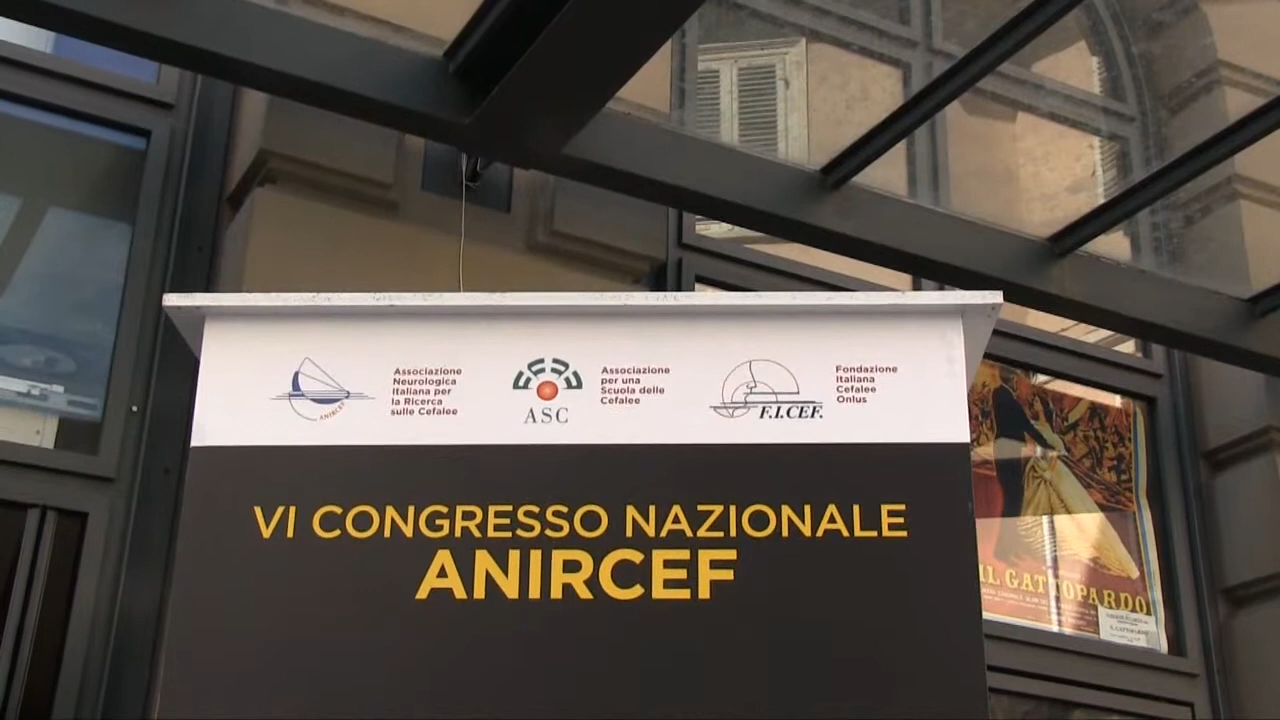 Associazione
Neurologica
Italiana per
la Ricerca
sulle Cefalee
ANIRCEF
ASC
Associazione
per una
Scuola delle
Cefalee
F.I.CEF.
Fondazione
Italiana
Cefalee
Onlus
VI CONGRESSO NAZIONALE
ANIRCEF
IL GATTOPARDO